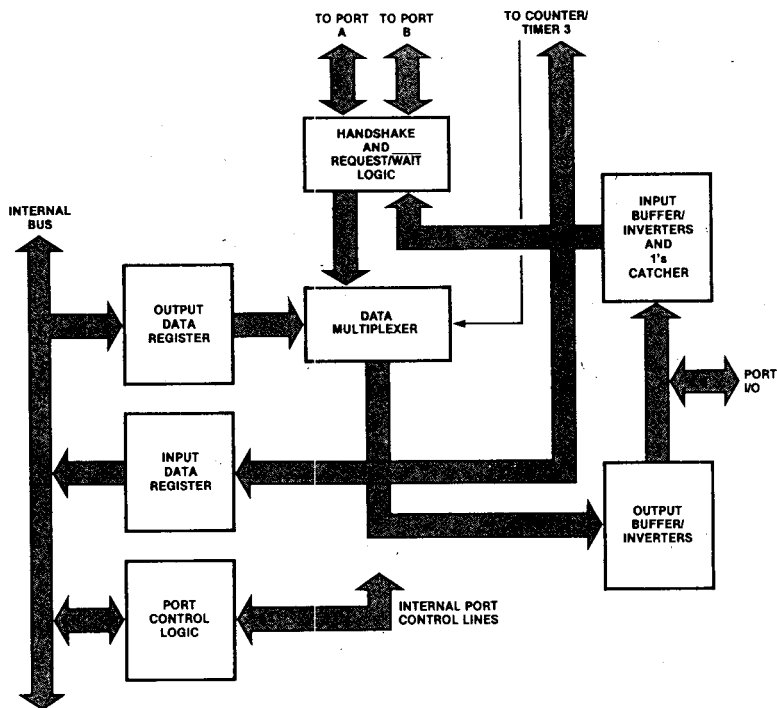 TO PORT
A
TO PORT
B
TO COUNTER/
TIMER 3
HANDSHAKE
AND
REQUEST/WAIT
LOGIC
INTERNAL
BUS
INPUT
BUFFER/
INVERTERS
AND
1's
CATCHER
OUTPUT
DATA
REGISTER
DATA
MULTIPLEXER
PORT
I/O
INPUT
DATA
REGISTER
OUTPUT
BUFFER/
INVERTERS
PORT
CONTROL
LOGIC
INTERNAL PORT
CONTROL LINES